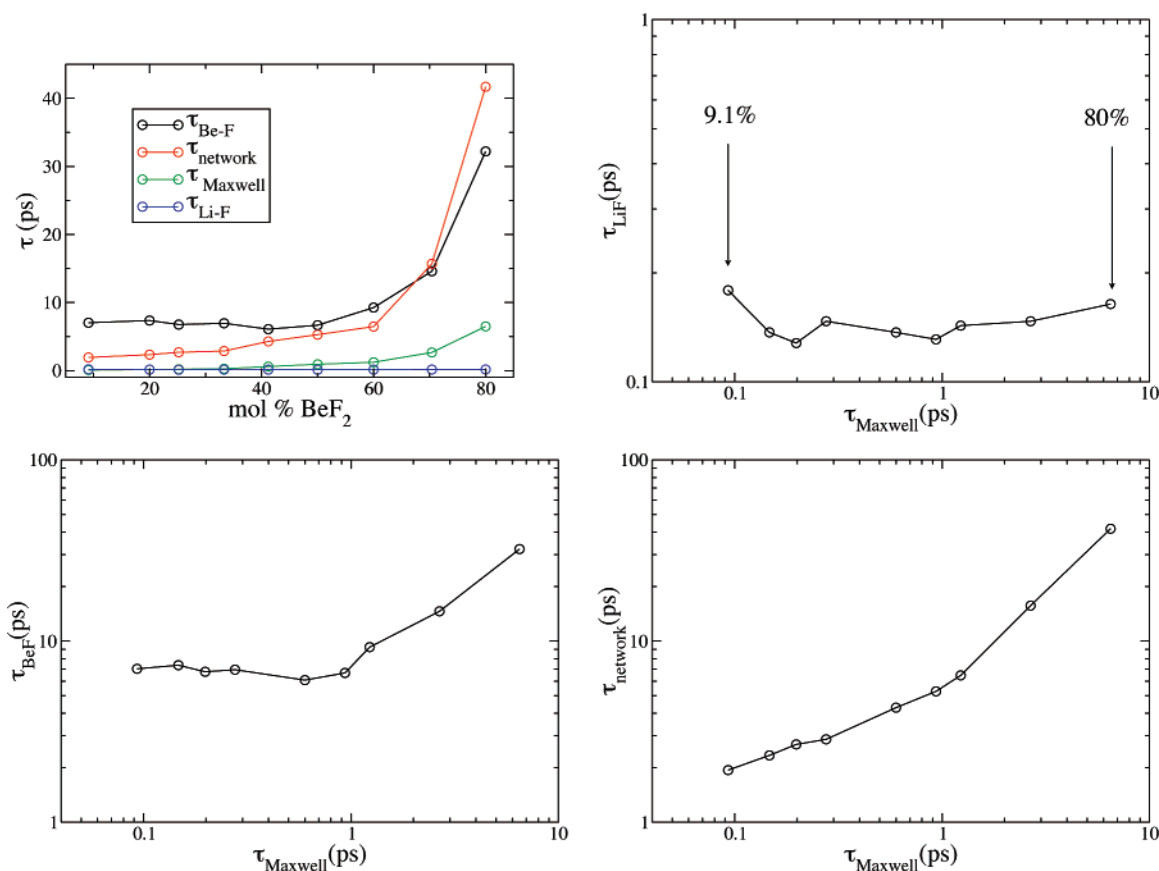 τ (ps)
40
30
20
10
0
τBe-F
τnetwork
τMaxwell
τLi-F
20
40
60
80
mol % BeF2
τLiF(ps)
1
0.1
9.1%
80%
0.1
1
10
τMaxwell(ps)
τBeF(ps)
100
10
1
0.1
1
10
τMaxwell(ps)
τnetwork(ps)
100
10
1
0.1
1
10
τMaxwell(ps)